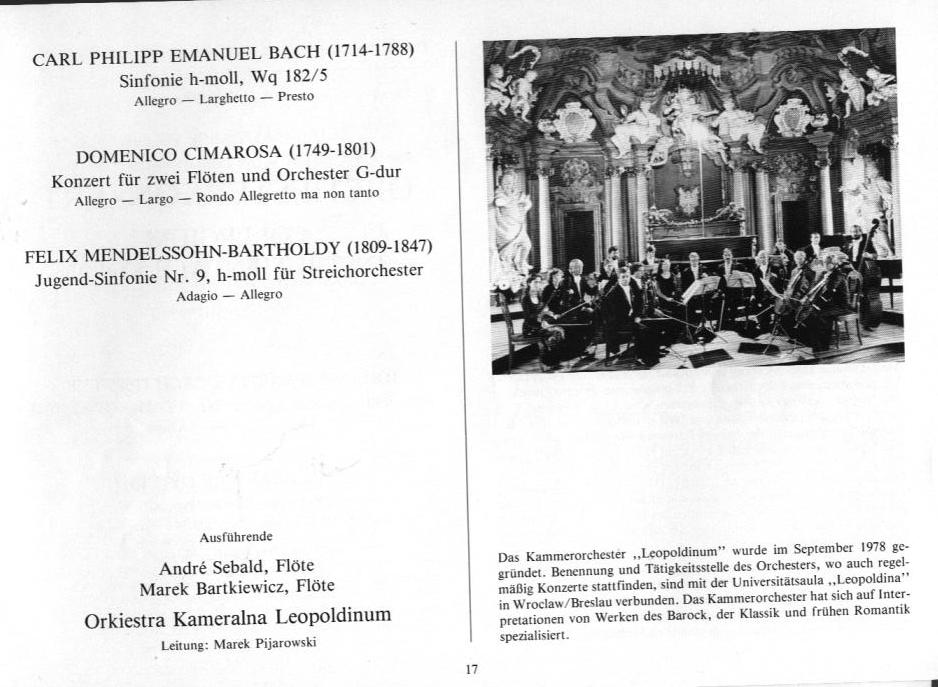 CARL PHILIPP EMANUEL BACH (1714-1788)
Sinfonie h-moll, Wq 182/5
Allegro — Larghetto — Presto
DOMENICO CIMAROSA (1749-1801)
Konzert für zwei Flöten und Orchester G-dur
Allegro — Largo — Rondo Allegretto ma non tanto
FELIX MENDELSSOHN-BARTHOLDY (1809-1847)
Jugend-Sinfonie Nr. 9, h-moll für Streichorchester
Adagio — Allegro
Ausführende
André Sebald, Flöte
Marek Bartkiewicz, Flöte
Orkiestra Kameralna Leopoldinum
Leitung: Marek Pijarowski
Das Kammerorchester ,,Leopoldinum” wurde im September 1978 ge-
gründet. Benennung und Tätigkeitsstelle des Orchesters, wo auch regel-
mäßig Konzerte stattfinden, sind mit der Universitätsaula ,,Leopoldina”
in Wroclaw/Breslau verbunden. Das Kammerorchester hat sich auf Inter-
pretationen von Werken des Barock, der Klassik und frühen Romantik
spezialisiert.
17